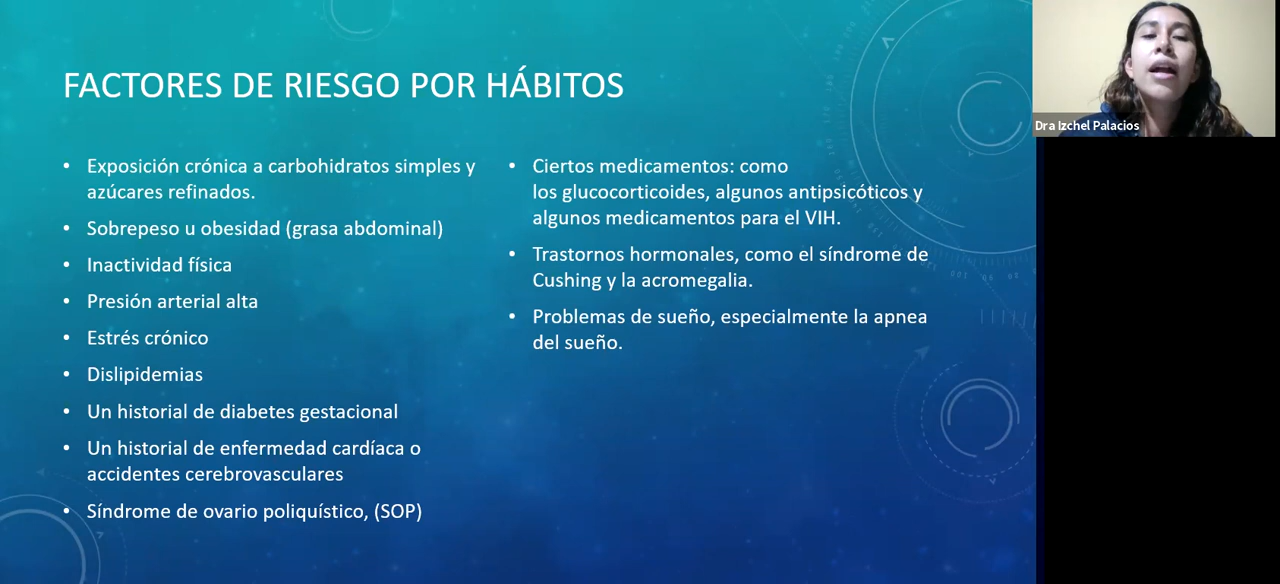 FACTORES DE RIESGO POR HÁBITOS
• Exposición crónica a carbohidratos simples y
azúcares refinados.
• Sobrepeso u obesidad (grasa abdominal)
• Inactividad física
• Presión arterial alta
• Estrés crónico
• Dislipidemias
• Un historial de diabetes gestacional
• Un historial de enfermedad cardíaca o
accidentes cerebrovasculares
• Síndrome de ovario poliquístico, (SOP)
• Ciertos medicamentos: como
los glucocorticoides, algunos antipsicóticos y
algunos medicamentos para el VIH.
• Trastornos hormonales, como el síndrome de
Cushing y la acromegalia.
• Problemas de sueño, especialmente la apnea
del sueño.
Dra Izchel Palacios